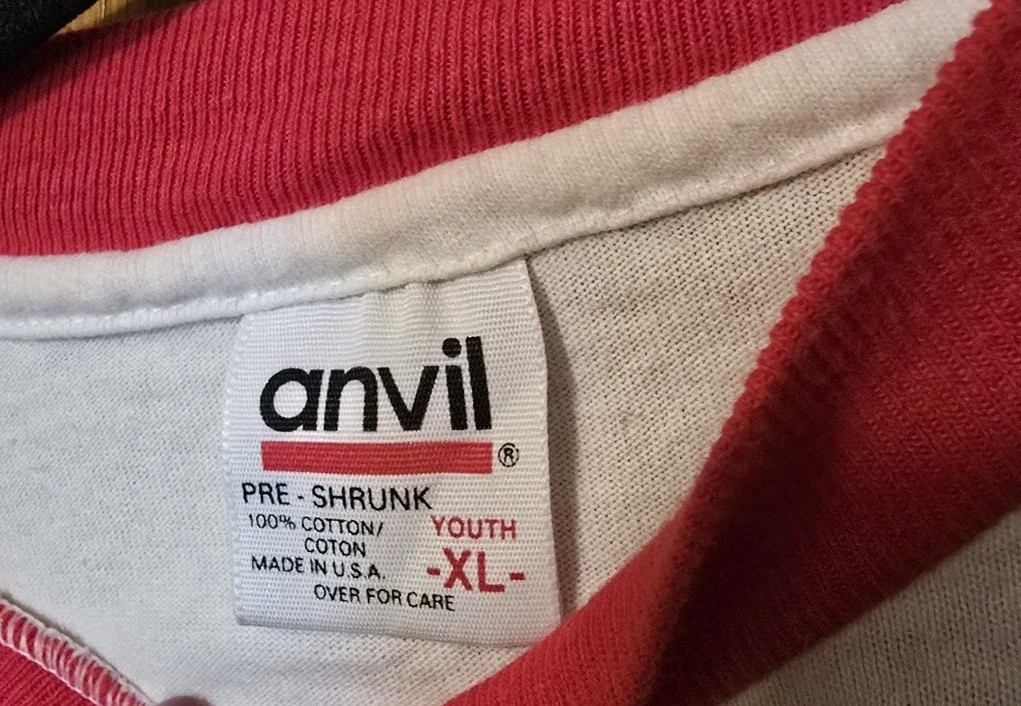 anvil
®
PRE - SHRUNK
100% COTTON/ YOUTH
COTON
MADE IN U.S.A. -XL-
OVER FOR CARE